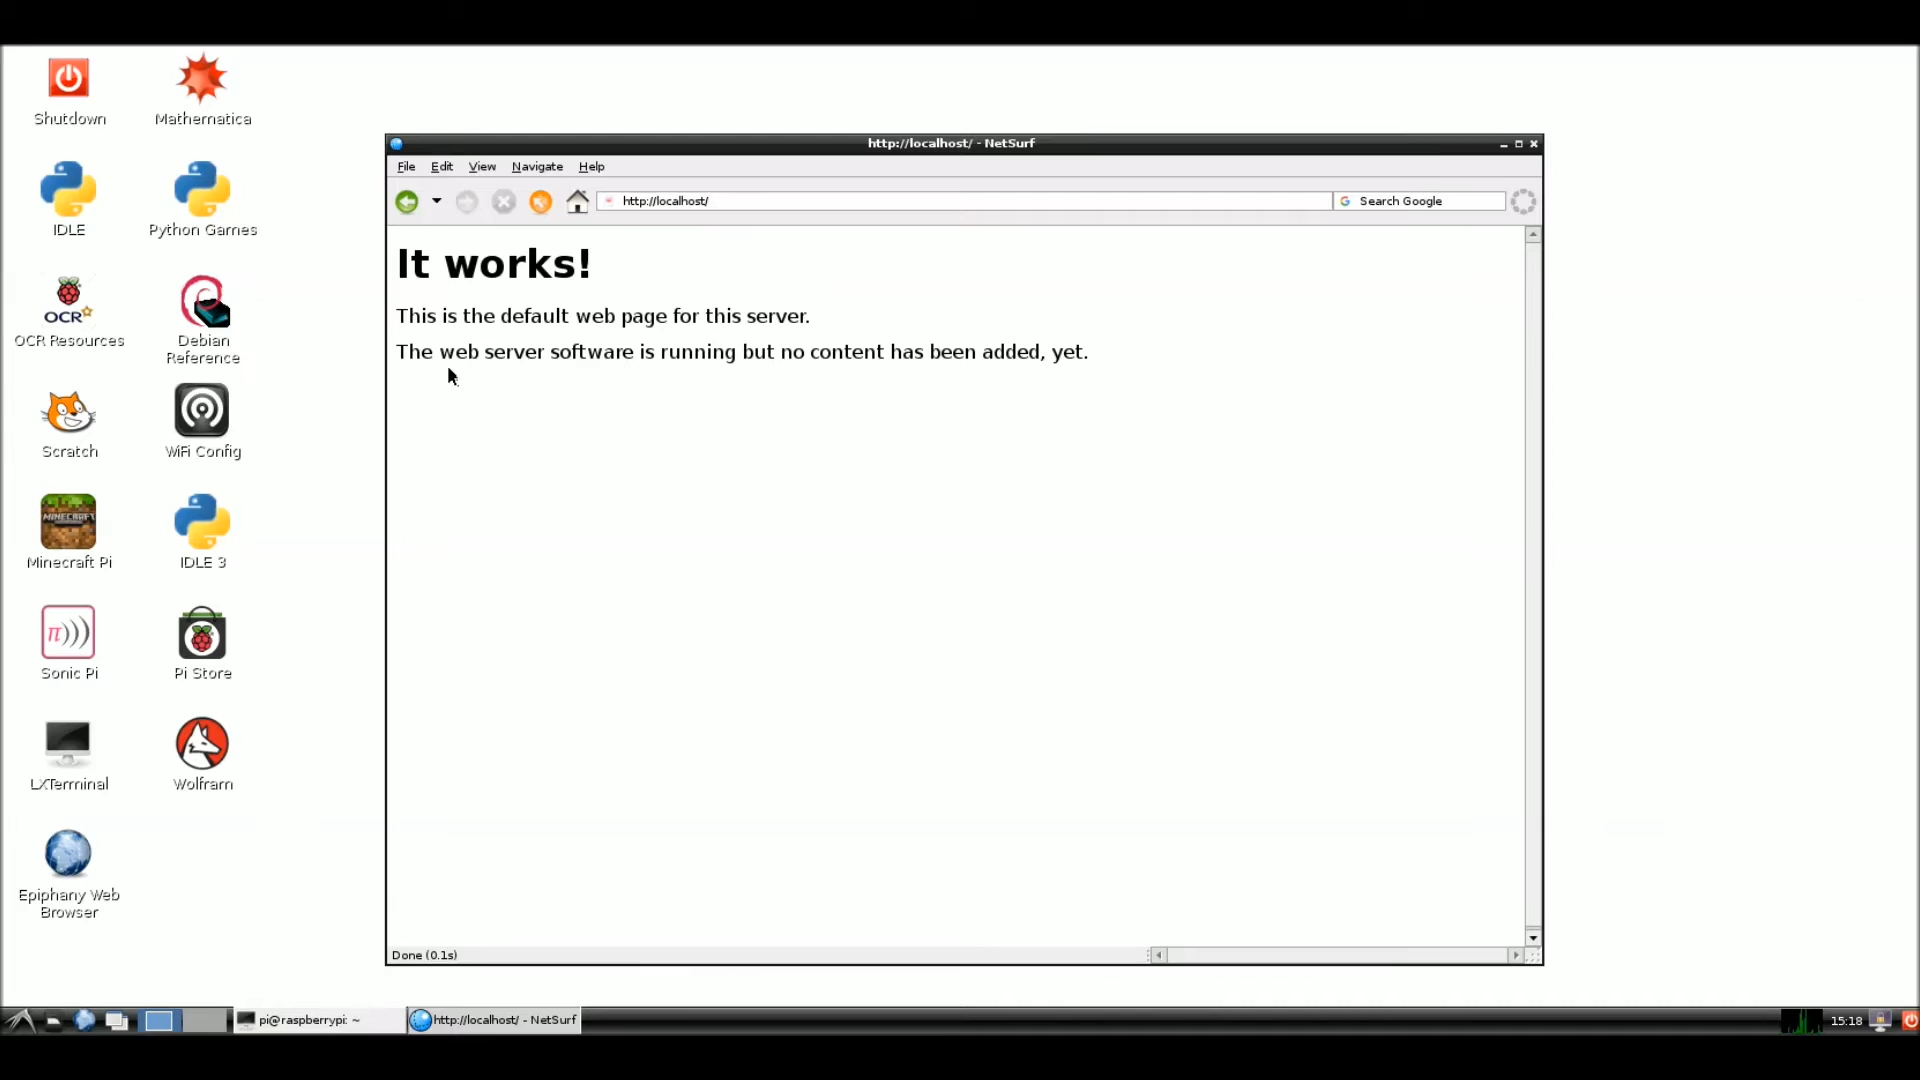 Shutdown
Mathematica
IDLE
Python Games
OCR
OCR Resources
Debian
Reference
Scratch
WiFi Config
MINECRAFT
Minecraft Pi
IDLE 3
π)))
Sonic Pi
Pi Store
LXTerminal
Wolfram
Epiphany Web
Browser
http://localhost/ - NetSurf
File Edit View Navigate Help
http://localhost/
G Search Google
It works!
This is the default web page for this server.
The web server software is running but no content has been added, yet.
Done (0.1s)
pi@raspberrypi: ~
http://localhost/ - NetSurf
15:18